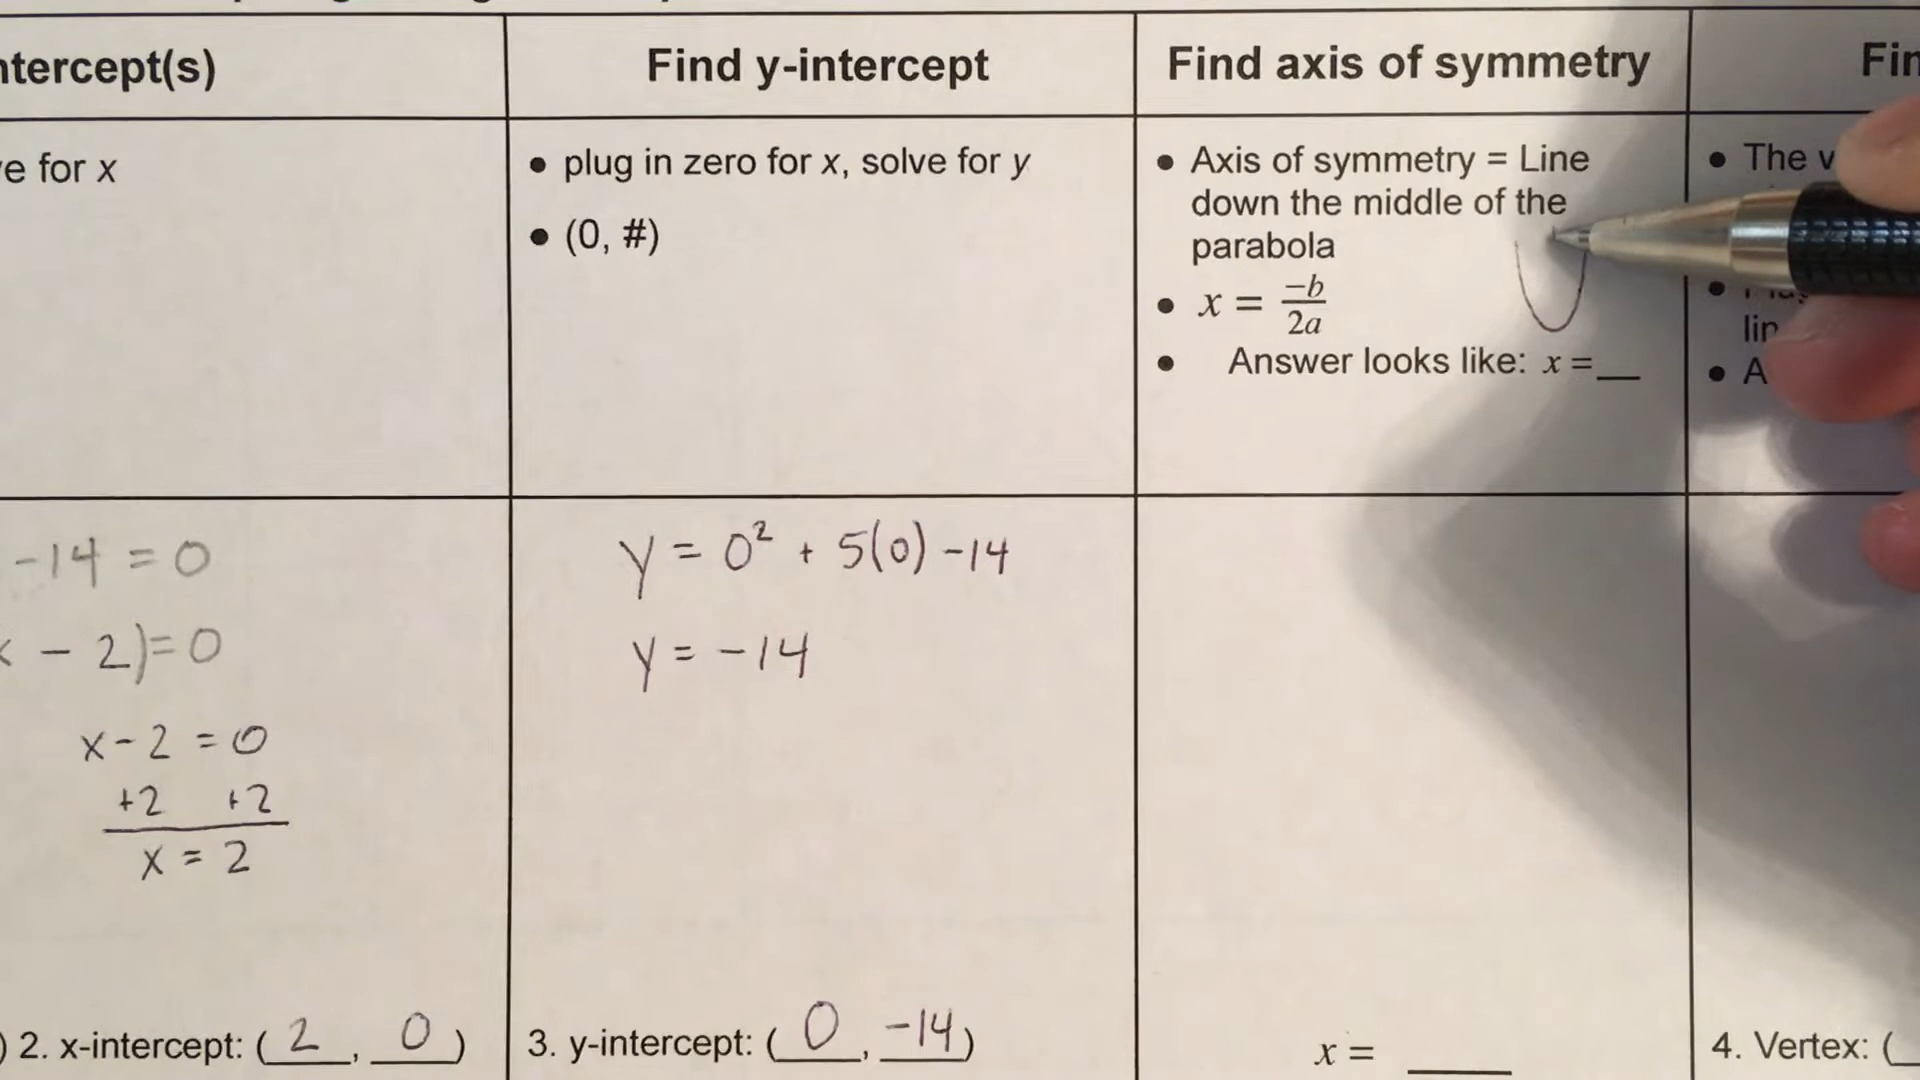 ntercept(s)
Find y-intercept
Find axis of symmetry
Fin
e for x
• plug in zero for x, solve for y
• (0, #)
• Axis of symmetry = Line
down the middle of the
parabola
• x = -b/2a
• Answer looks like: x = __
• The v
lin
• A
-14 = 0
- 2)=0
x-2 = 0
+2 +2
x = 2
y = 0² + 5(0) -14
y = -14
) 2. x-intercept: (2, 0)
3. y-intercept: (0, -14)
x = ____
4. Vertex: (_